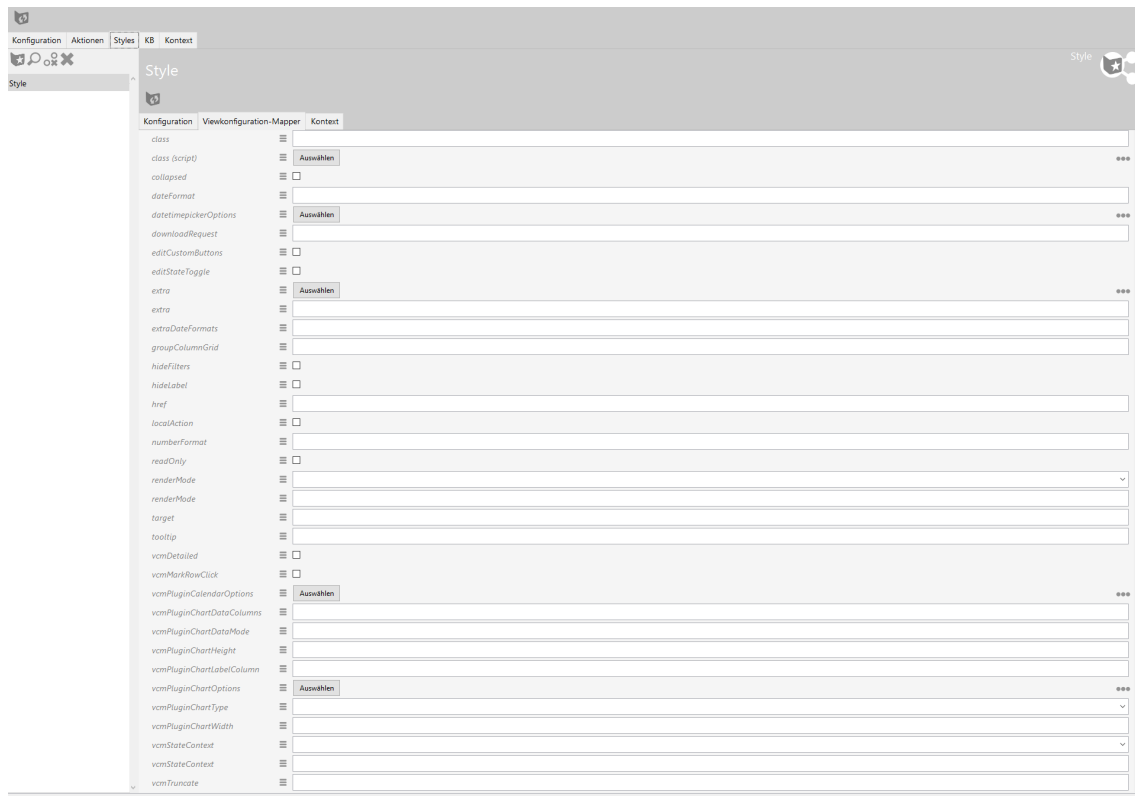 Konfiguration Aktionen Styles KB Kontext
Style
Style
Style
Konfiguration Viewkonfiguration-Mapper Kontext
class
class (script) Auswählen
collapsed
dateFormat
datetimepickerOptions Auswählen
downloadRequest
editCustomButtons
editStateToggle
extra Auswählen
extra
extraDateFormats
groupColumnGrid
hideFilters
hideLabel
href
localAction
numberFormat
readOnly
renderMode
renderMode
target
tooltip
vcmDetailed
vcmMarkRowClick
vcmPluginCalendarOptions Auswählen
vcmPluginChartDataColumns
vcmPluginChartDataMode
vcmPluginChartHeight
vcmPluginChartLabelColumn
vcmPluginChartOptions Auswählen
vcmPluginChartType
vcmPluginChartWidth
vcmStateContext
vcmStateContext
vcmTruncate